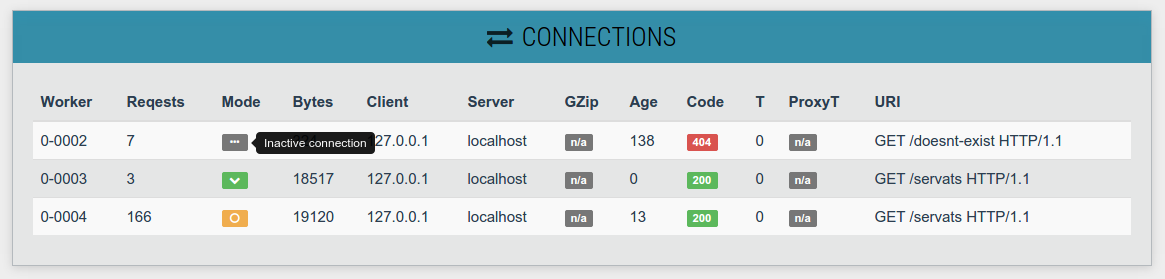 CONNECTIONS
Worker Reqests Mode Bytes Client Server GZip Age Code T ProxyT URI
0-0002 7 Inactive connection 127.0.0.1 localhost n/a 138 404 0 n/a GET /doesnt-exist HTTP/1.1
0-0003 3 18517 127.0.0.1 localhost n/a 0 200 0 n/a GET /servats HTTP/1.1
0-0004 166 19120 127.0.0.1 localhost n/a 13 200 0 n/a GET /servats HTTP/1.1